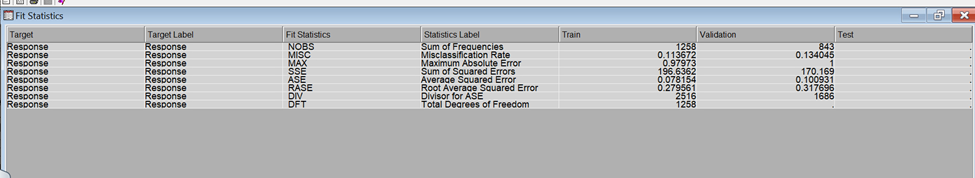 Fit Statistics
Target Target Label Fit Statistics Statistics Label Train Validation Test
Response Response NOBS Sum of Frequencies 1258 843 .
Response Response MISC Misclassification Rate 0.113672 0.134045 .
Response Response MAX Maximum Absolute Error 0.97973 1 .
Response Response SSE Sum of Squared Errors 196.6362 170.169 .
Response Response ASE Average Squared Error 0.078154 0.100931 .
Response Response RASE Root Average Squared Error 0.279561 0.317696 .
Response Response DIV Divisor for ASE 2516 1686 .
Response Response DFT Total Degrees of Freedom 1258 . .